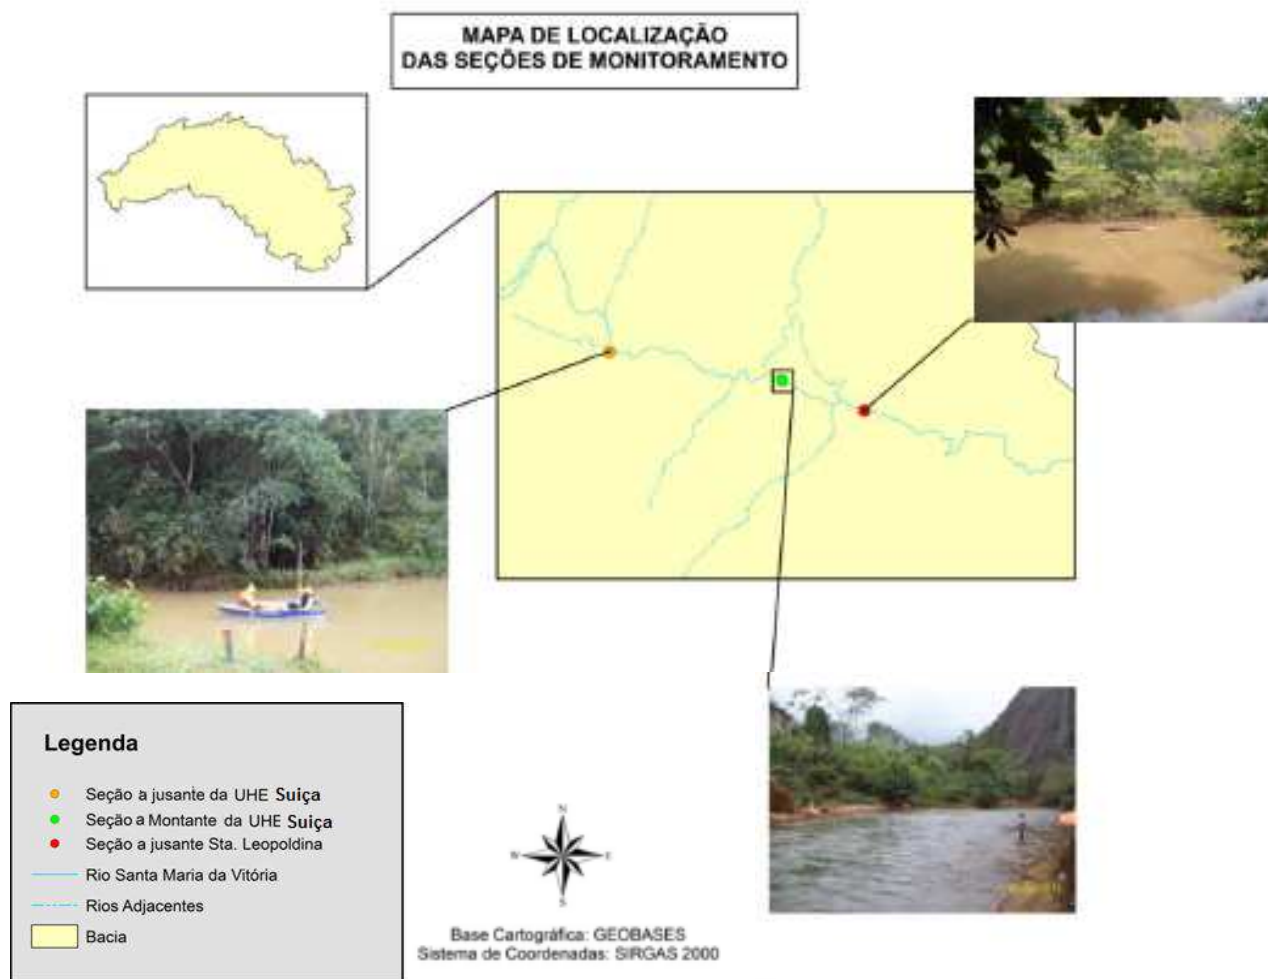 MAPA DE LOCALIZAÇÃO
DAS SEÇÕES DE MONITORAMENTO
Legenda
Seção a jusante da UHE Suiça
Seção a Montante da UHE Suiça
Seção a jusante Sta. Leopoldina
Rio Santa Maria da Vitória
Rios Adjacentes
Bacia
N
W
E
S
Base Cartográfica: GEOBASES
Sistema de Coordenadas: SIRGAS 2000